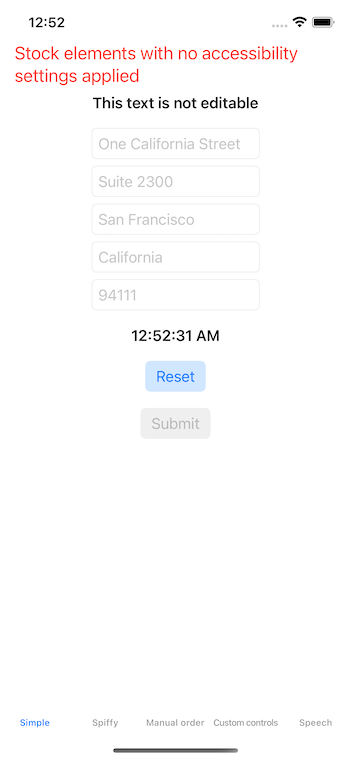 12:52
Stock elements with no accessibility
settings applied
This text is not editable
One California Street
Suite 2300
San Francisco
California
94111
12:52:31 AM
Reset
Submit
Simple Spiffy Manual order Custom controls Speech